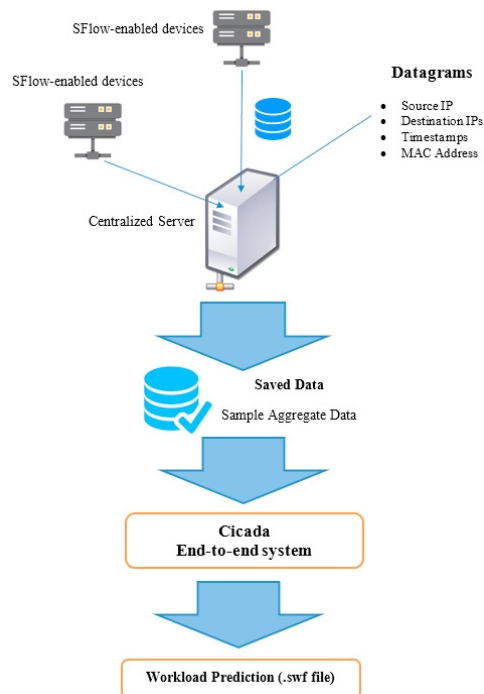 SFlow-enabled devices
SFlow-enabled devices
Datagrams
• Source IP
• Destination IPs
• Timestamps
• MAC Address
Centralized Server
Saved Data
Sample Aggregate Data
Cicada
End-to-end system
Workload Prediction (.swf file)